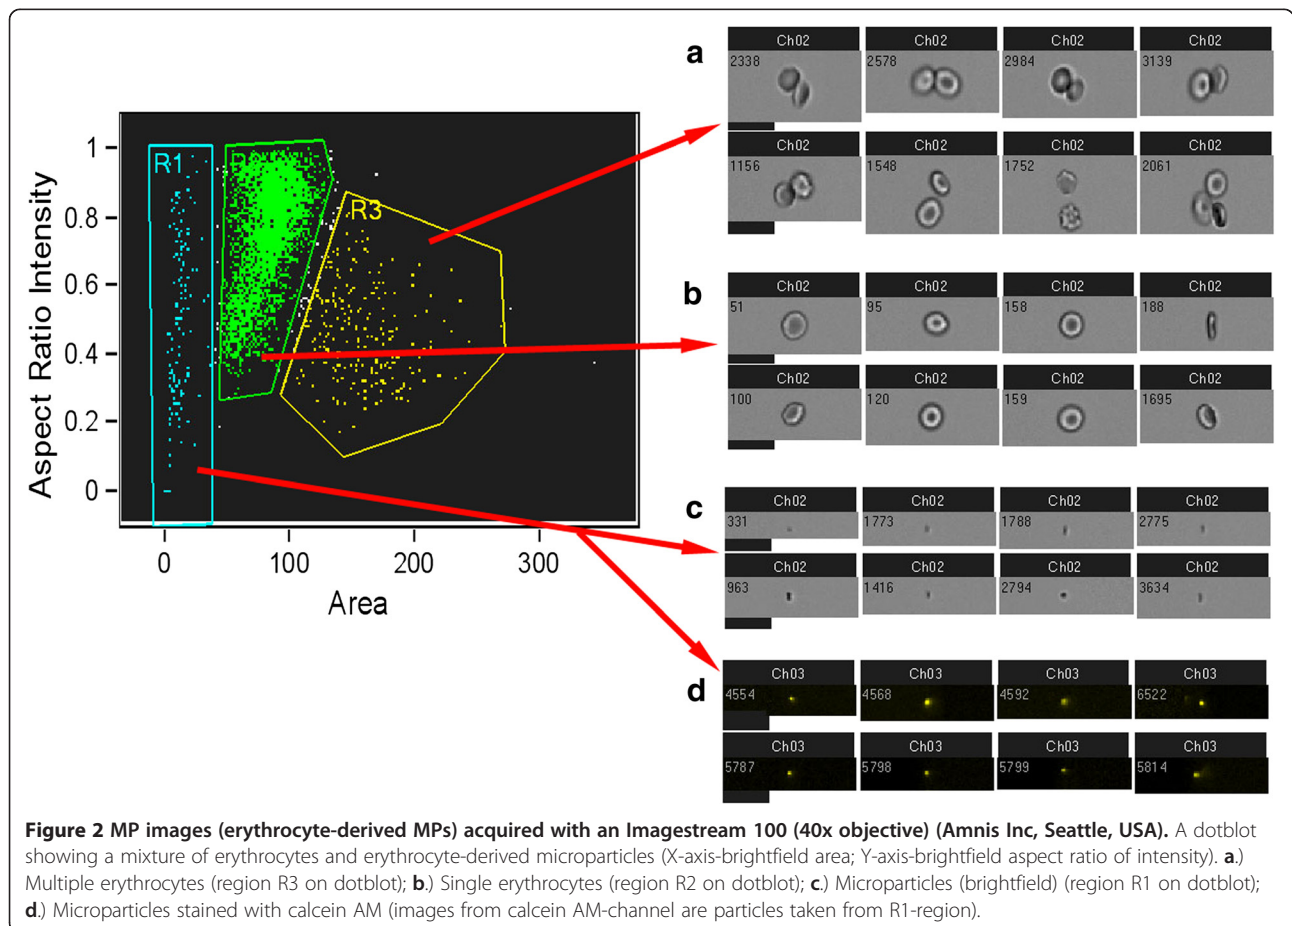 Aspect Ratio Intensity
1
0.8
0.6
0.4
0.2
0
R1
R3
0 100 200 300
Area
a
Ch02 Ch02 Ch02 Ch02
2338 2578 2984 3139
Ch02 Ch02 Ch02 Ch02
1156 1548 1752 2061
b
Ch02 Ch02 Ch02 Ch02
51 95 158 188
Ch02 Ch02 Ch02 Ch02
100 120 159 1695
c
Ch02 Ch02 Ch02 Ch02
331 1773 1788 2775
Ch02 Ch02 Ch02 Ch02
963 1416 2794 3634
d
Ch03 Ch03 Ch03 Ch03
4554 4568 4592 6522
Ch03 Ch03 Ch03 Ch03
5787 5798 5799 5814
Figure 2 MP images (erythrocyte-derived MPs) acquired with an Imagestream 100 (40x objective) (Amnis Inc, Seattle, USA). A dotblot
showing a mixture of erythrocytes and erythrocyte-derived microparticles (X-axis-brightfield area; Y-axis-brightfield aspect ratio of intensity). a.)
Multiple erythrocytes (region R3 on dotblot); b.) Single erythrocytes (region R2 on dotblot); c.) Microparticles (brightfield) (region R1 on dotblot);
d.) Microparticles stained with calcein AM (images from calcein AM-channel are particles taken from R1-region).